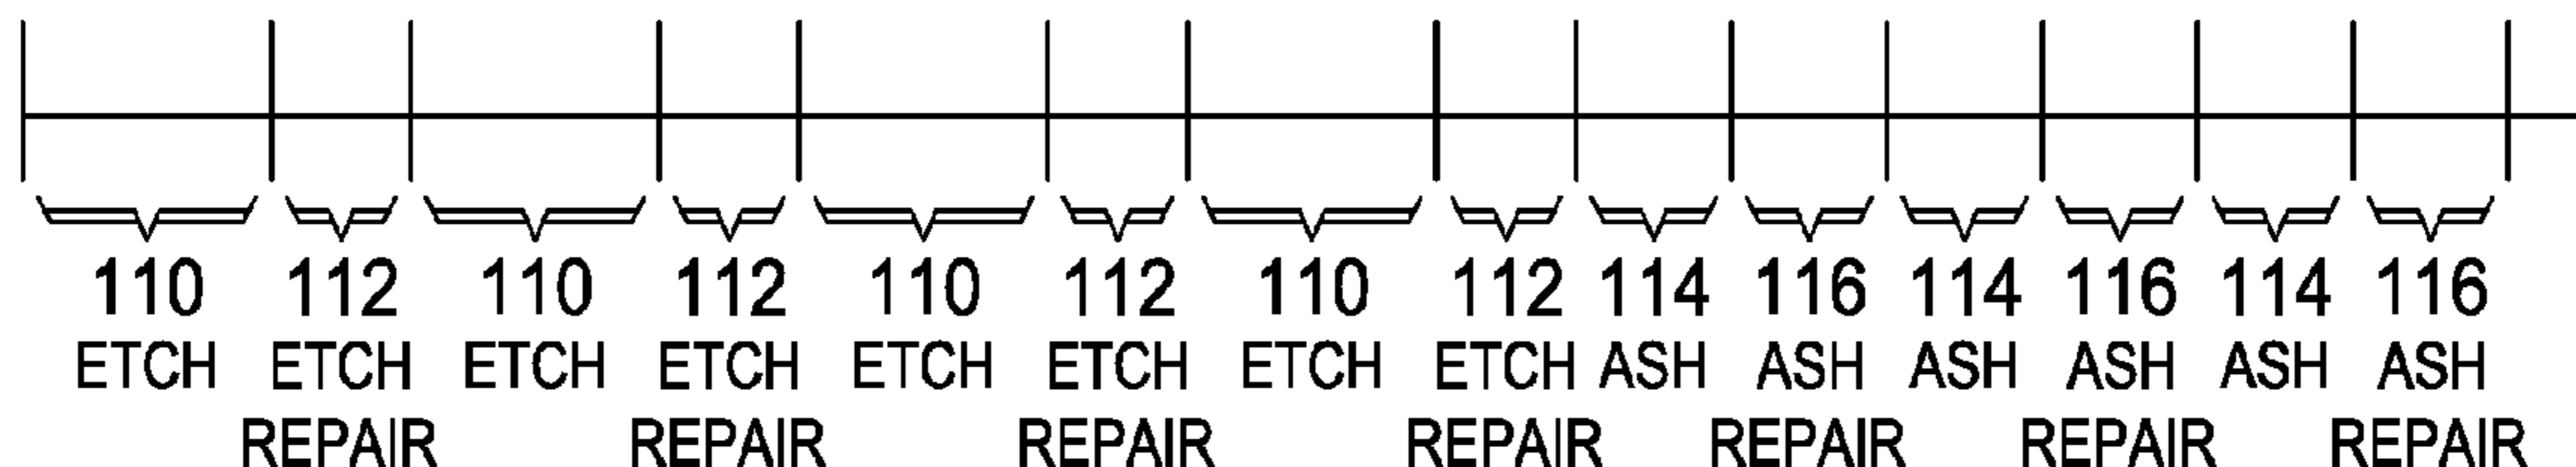 110 112 110 112 110 112 110 112 114 116 114 116 114 116
ETCH ETCH ETCH ETCH ETCH ETCH ETCH ETCH ASH ASH ASH ASH ASH ASH
REPAIR REPAIR REPAIR REPAIR REPAIR REPAIR REPAIR